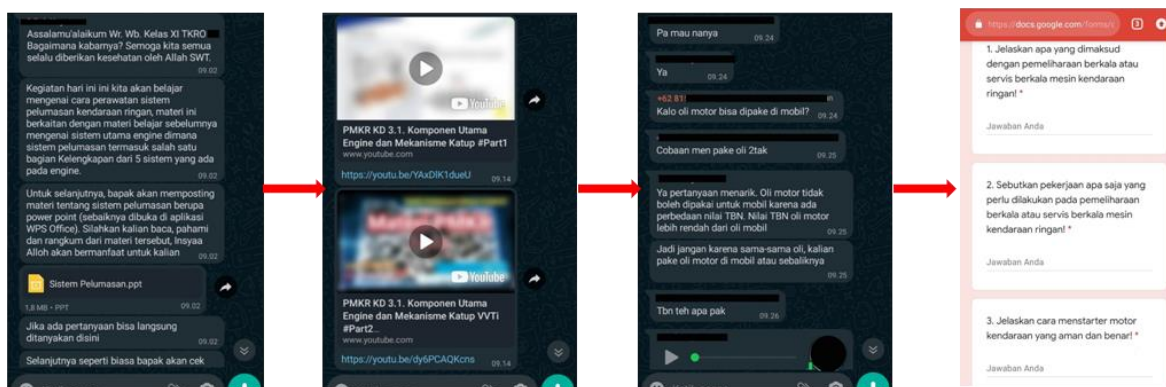 Assalamu'alaikum Wr. Wb. Kelas XI TKRO
Bagaimana kabarnya? Semoga kita semua
selalu diberikan kesehatan oleh Allah SWT.
09.02
Kegiatan hari ini ini kita akan belajar
mengenai cara perawatan sistem
pelumasan kendaraan ringan, materi ini
berkaitan dengan materi belajar sebelumnya
mengenai sistem utama engine dimana
sistem pelumasan termasuk salah satu
bagian Kelengkapan dari 5 sistem yang ada
pada engine.
09.02
Untuk selanjutnya, bapak akan memposting
materi tentang sistem pelumasan berupa
power point (sebaiknya dibuka di aplikasi
WPS Office). Silahkan kalian baca, pahami
dan rangkum dari materi tersebut, Insyaa
Alloh akan bermanfaat untuk kalian
09.02
Sistem Pelumasan.ppt
1,8 MB • PPT
09.02
Jika ada pertanyaan bisa langsung
ditanyakan disini
09.02
Selanjutnya seperti biasa bapak akan cek
YouTube
PMKR KD 3.1. Komponen Utama
Engine dan Mekanisme Katup #Part1
www.youtube.com
https://youtu.be/YAxDlK1dueU
09.14
YouTube
PMKR KD 3.1. Komponen Utama
Engine dan Mekanisme Katup VVTi
#Part2...
www.youtube.com
https://youtu.be/dy6PCAQKcns
09.14
Pa mau nanya
09.24
Ya
09.24
+62 81
Kalo oli motor bisa dipake di mobil?
09.24
Cobaan men pake oli 2tak
09.25
Ya pertanyaan menarik. Oli motor tidak
boleh dipakai untuk mobil karena ada
perbedaan nilai TBN. Nilai TBN oli motor
lebih rendah dari oli mobil
09.25
Jadi jangan karena sama-sama oli, kalian
pake oli motor di mobil atau sebaliknya
09.25
Tbn teh apa pak
09.26
https://docs.google.com/forms/
3
1. Jelaskan apa yang dimaksud
dengan pemeliharaan berkala atau
servis berkala mesin kendaraan
ringan! *
Jawaban Anda
2. Sebutkan pekerjaan apa saja yang
perlu dilakukan pada pemeliharaan
berkala atau servis berkala mesin
kendaraan ringan! *
Jawaban Anda
3. Jelaskan cara menstarter motor
kendaraan yang aman dan benar! *
Jawaban Anda